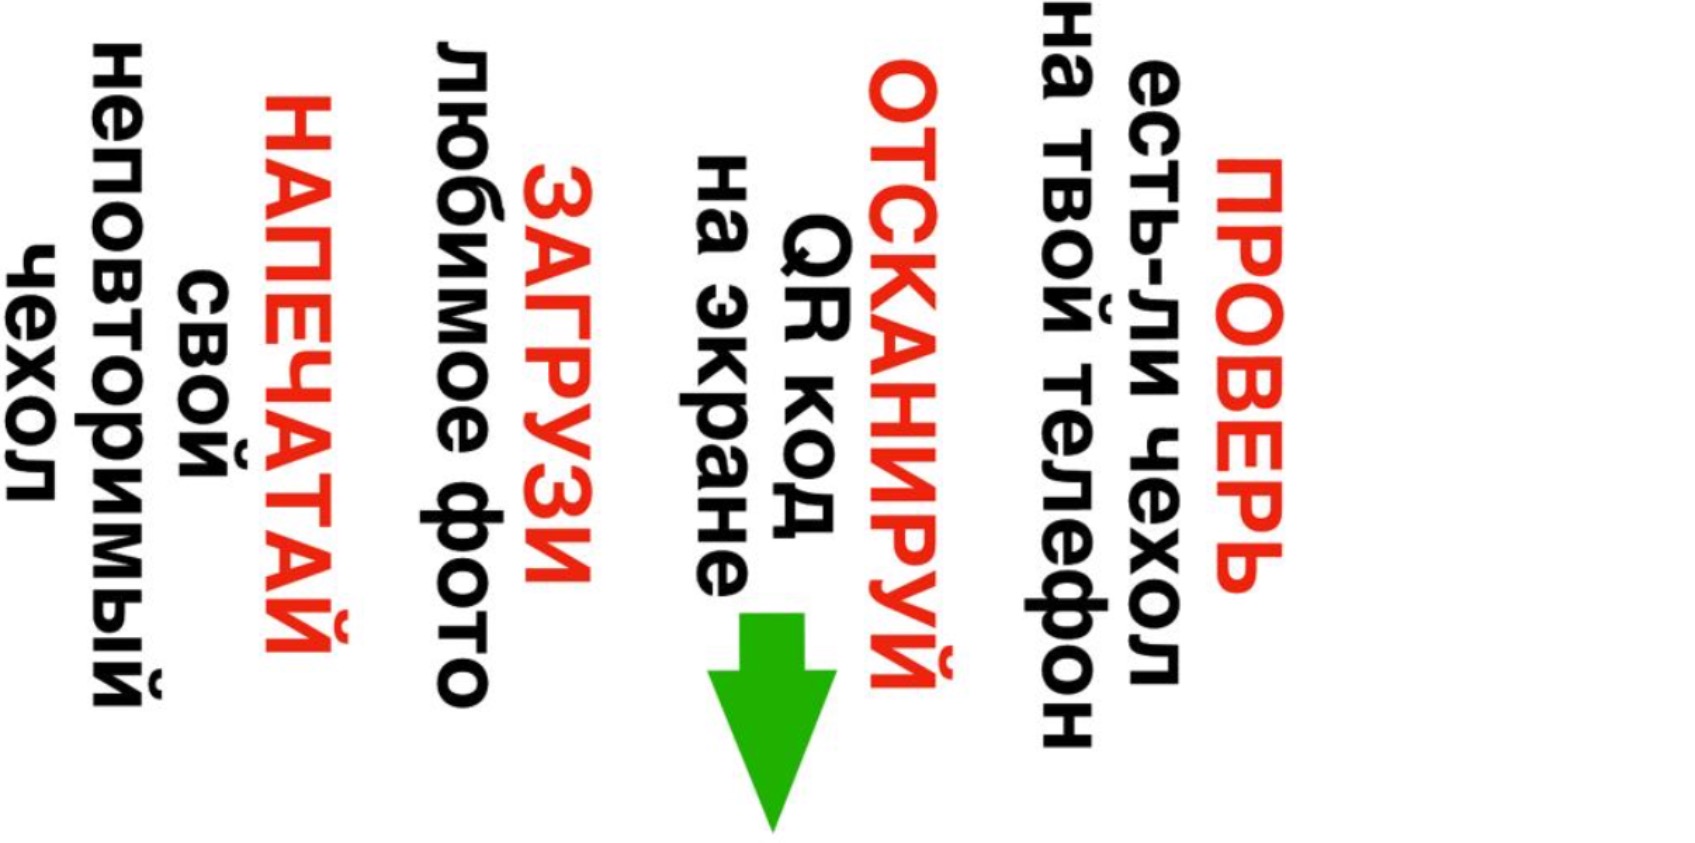 ПРОВЕРЬ
есть-ли чехол
на твой телефон
ОТСКАНИРУЙ
QR код
на экране
ЗАГРУЗИ
любимое фото
НАПЕЧАТАЙ
свой
неповторимый
чехол